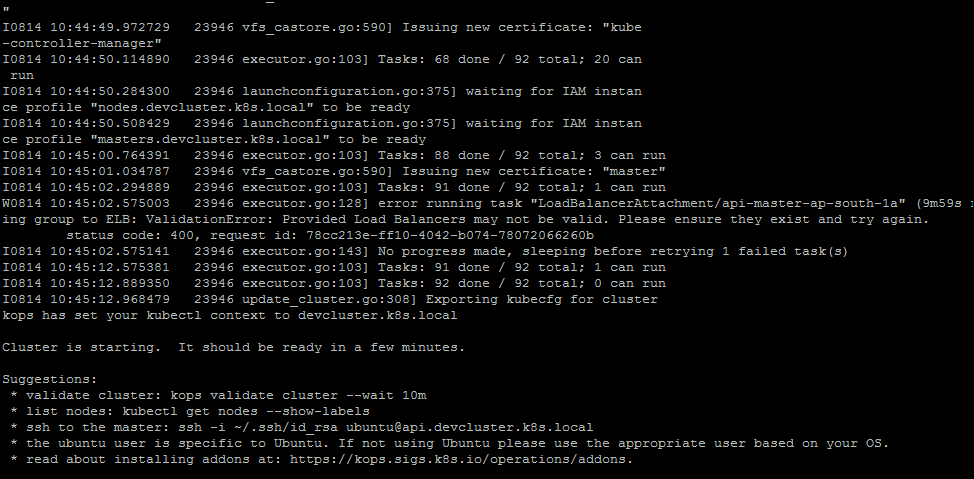 "
I0814 10:44:49.972729   23946 vfs_castore.go:590] Issuing new certificate: "kube
-controller-manager"
I0814 10:44:50.114890   23946 executor.go:103] Tasks: 68 done / 92 total; 20 can
 run
I0814 10:44:50.284300   23946 launchconfiguration.go:375] waiting for IAM instan
ce profile "nodes.devcluster.k8s.local" to be ready
I0814 10:44:50.508429   23946 launchconfiguration.go:375] waiting for IAM instan
ce profile "masters.devcluster.k8s.local" to be ready
I0814 10:45:00.764391   23946 executor.go:103] Tasks: 88 done / 92 total; 3 can run
I0814 10:45:01.034787   23946 vfs_castore.go:590] Issuing new certificate: "master"
I0814 10:45:02.294889   23946 executor.go:103] Tasks: 91 done / 92 total; 1 can run
W0814 10:45:02.575003   23946 executor.go:128] error running task "LoadBalancerAttachment/api-master-ap-south-1a" (9m59s
ing group to ELB: ValidationError: Provided Load Balancers may not be valid. Please ensure they exist and try again.
        status code: 400, request id: 78cc213e-ff10-4042-b074-78072066260b
I0814 10:45:02.575141   23946 executor.go:143] No progress made, sleeping before retrying 1 failed task(s)
I0814 10:45:12.575381   23946 executor.go:103] Tasks: 91 done / 92 total; 1 can run
I0814 10:45:12.889350   23946 executor.go:103] Tasks: 92 done / 92 total; 0 can run
I0814 10:45:12.968479   23946 update_cluster.go:308] Exporting kubecfg for cluster
kops has set your kubectl context to devcluster.k8s.local
Cluster is starting.  It should be ready in a few minutes.
Suggestions:
 * validate cluster: kops validate cluster --wait 10m
 * list nodes: kubectl get nodes --show-labels
 * ssh to the master: ssh -i ~/.ssh/id_rsa ubuntu@api.devcluster.k8s.local
 * the ubuntu user is specific to Ubuntu. If not using Ubuntu please use the appropriate user based on your OS.
 * read about installing addons at: https://kops.sigs.k8s.io/operations/addons.